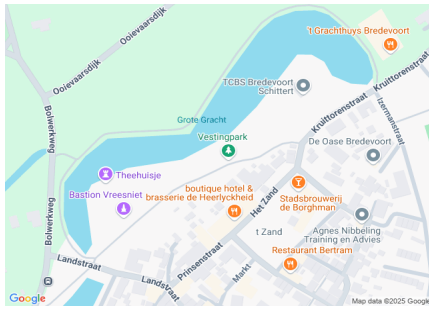 't Grachthuys Bredevoort
Ooievaarsdijk
Ooievaarsdijk
Kruittorenstraat
TCBS Bredevoort
Schittert
Bolwerkweg
Izermanstraat
Grote Gracht
Kruittorenstraat
Vestingpark
De Oase Bredevoort
Theehuisje
Bastion Vreesniet
boutique hotel &
brasserie de Heerlyckheid
Het Zand
Stadsbrouwerij
de Borghman
Bolwerkweg
t Zand
Agnes Nibbeling
Training en Advies
Landstraat
Prinsenstraat
Restaurant Bertram
Markt
Landstraat
Google
Map data ©2025 Google